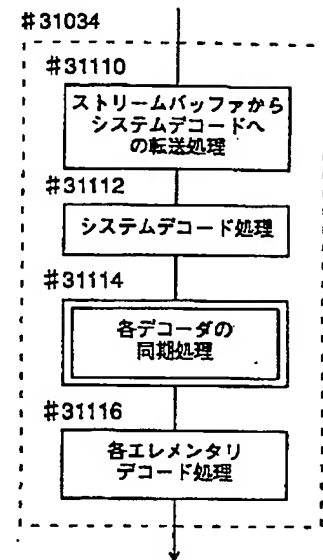 #31034
#31110
ストリームバッファから
システムデコードへ
の転送処理
#31112
システムデコード処理
#31114
各デコーダの
同期処理
#31116
各エレメンタリ
デコード処理